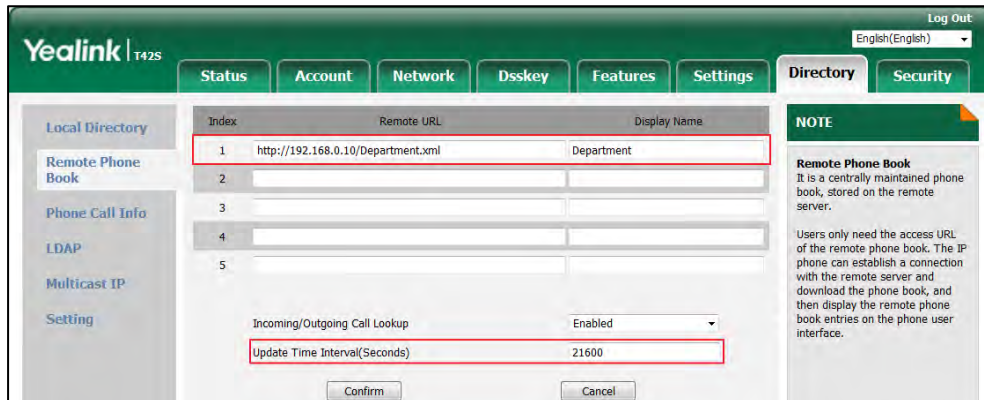 Log Out
Yealink T42S
English(English)
Status Account Network Dsskey Features Settings Directory Security
Local Directory
Remote Phone
Book
Phone Call Info
LDAP
Multicast IP
Setting
Index Remote URL Display Name
1 http://192.168.0.10/Department.xml Department
2
3
4
5
Incoming/Outgoing Call Lookup Enabled
Update Time Interval(Seconds) 21600
Confirm Cancel
NOTE
Remote Phone Book
It is a centrally maintained phone
book, stored on the remote
server.
Users only need the access URL
of the remote phone book. The IP
phone can establish a connection
with the remote server and
download the phone book, and
then display the remote phone
book entries on the phone user
interface.